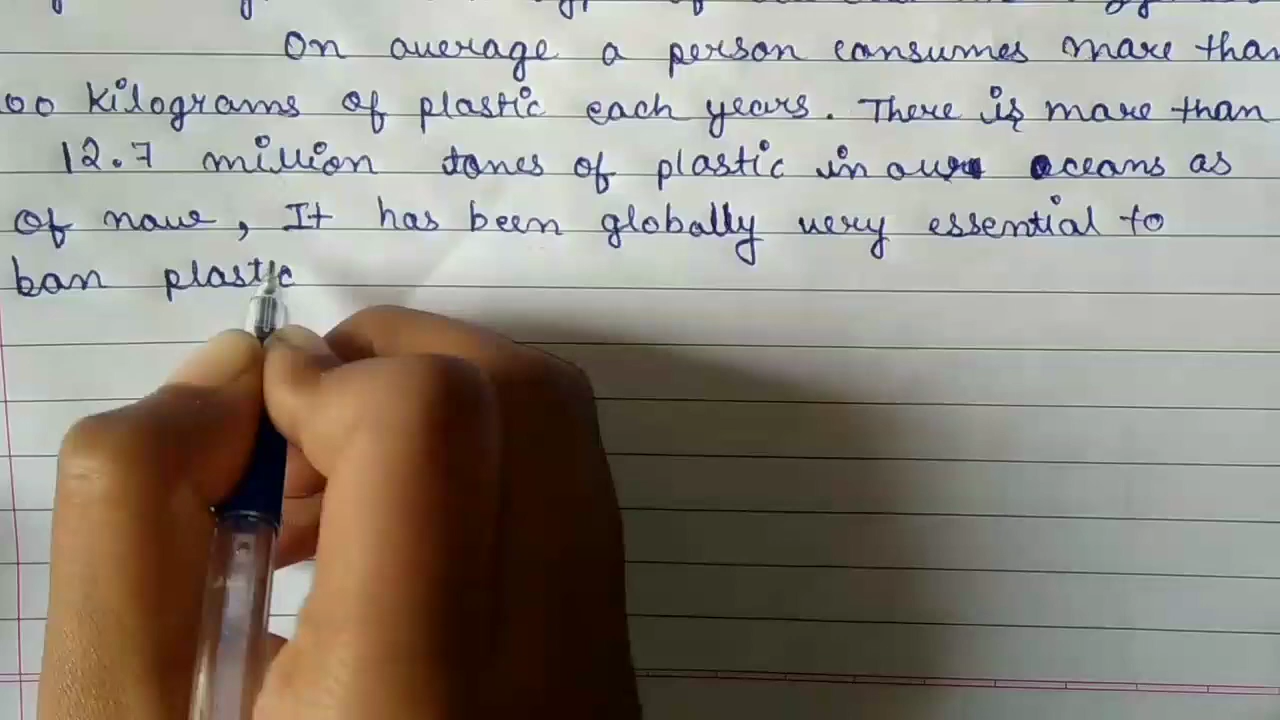 On average a person consumes more than
00 Kilograms of plastic each years. There is more than
12.7 million tones of plastic in our oceans as
of now, It has been globally very essential to
ban plastic